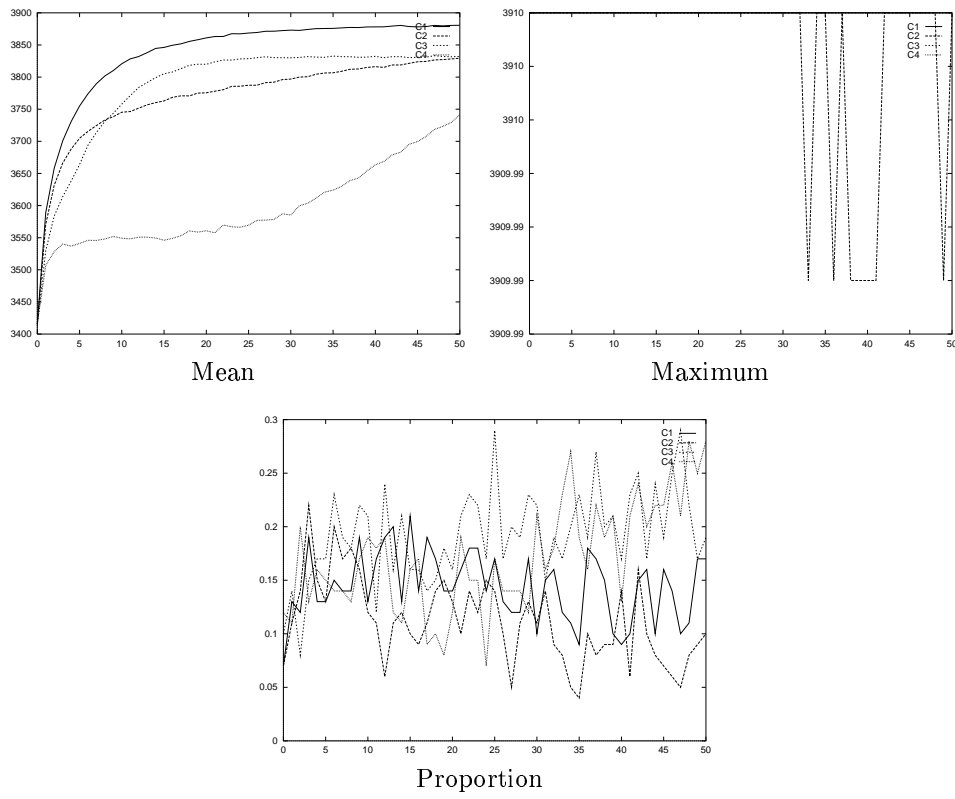 3900
3850
3800
3750
3700
3650
3600
3550
3500
3450
3400
0 5 10 15 20 25 30 35 40 45 50
C1
C2
C3
C4
Mean
3910
3910
3910
3909.99
3909.99
3909.99
3909.99
0 5 10 15 20 25 30 35 40 45 50
C1
C2
C3
C4
Maximum
0.3
0.25
0.2
0.15
0.1
0.05
0
0 5 10 15 20 25 30 35 40 45 50
C1
C2
C3
C4
Proportion